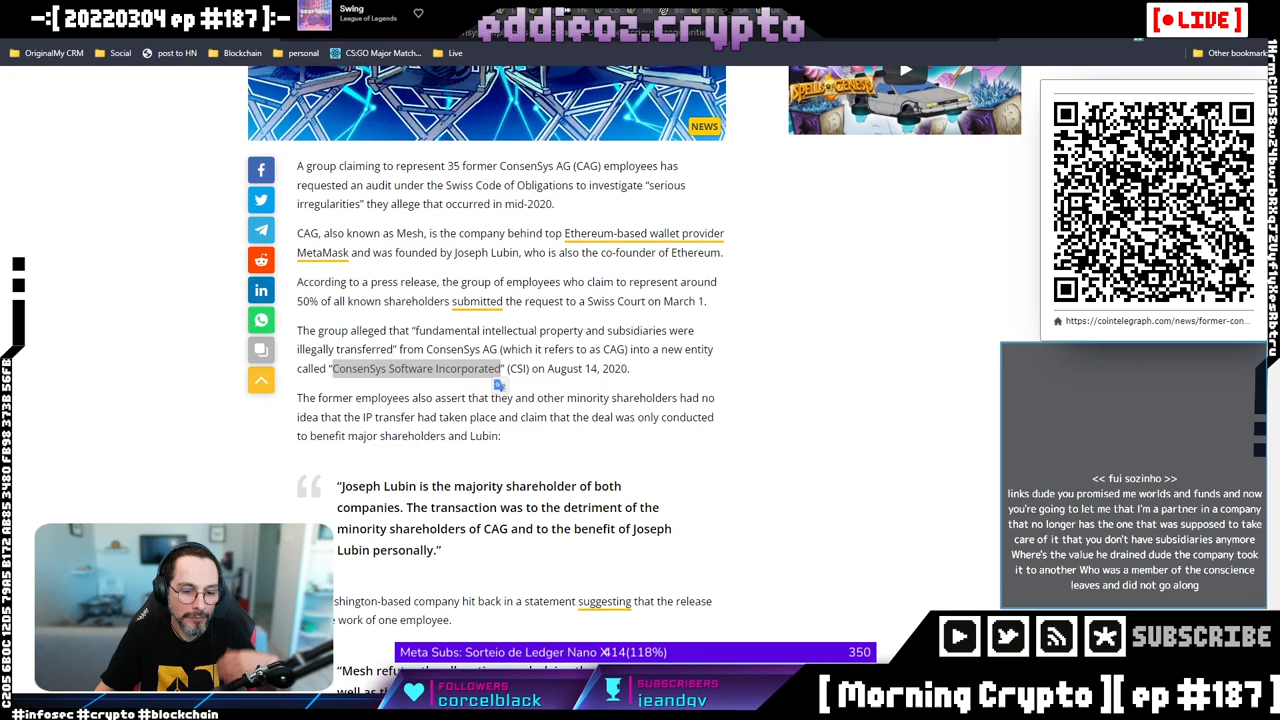 -:[ 20220304 ep #187 ]:-
Swing
League of Legends
eddieoz.crypto
[• LIVE ]
OriginalMy CRM
Social
post to HN
Blockchain
personal
CS:GO Major Match...
Live
Other bookmark
NEWS
SPELLS of GENESIS
A group claiming to represent 35 former ConsenSys AG (CAG) employees has
requested an audit under the Swiss Code of Obligations to investigate “serious
irregularities” they allege that occurred in mid-2020.
CAG, also known as Mesh, is the company behind top Ethereum-based wallet provider
MetaMask and was founded by Joseph Lubin, who is also the co-founder of Ethereum.
According to a press release, the group of employees who claim to represent around
50% of all known shareholders submitted the request to a Swiss Court on March 1.
The group alleged that “fundamental intellectual property and subsidiaries were
illegally transferred” from ConsenSys AG (which it refers to as CAG) into a new entity
called “ConsenSys Software Incorporated” (CSI) on August 14, 2020.
The former employees also assert that they and other minority shareholders had no
idea that the IP transfer had taken place and claim that the deal was only conducted
to benefit major shareholders and Lubin:
“Joseph Lubin is the majority shareholder of both
companies. The transaction was to the detriment of the
minority shareholders of CAG and to the benefit of Joseph
Lubin personally.”
shington-based company hit back in a statement suggesting that the release
work of one employee.
https://cointelegraph.com/news/former-con...
<< fui sozinho >>
links dude you promised me worlds and funds and now
you're going to let me that I'm a partner in a company
that no longer has the one that was supposed to take
care of it that you don't have subsidiaries anymore
Where's the value he drained dude the company took
it to another Who was a member of the conscience
leaves and did not go along
Meta Subs: Sorteio de Ledger Nano X
414(118%)
350
FOLLOWERS
corcelblack
SUBSCRIBERS
jeandgv
SUBSCRIBE
[ Morning Crypto ][ ep #187 ]
#infosec #crypto #blockchain